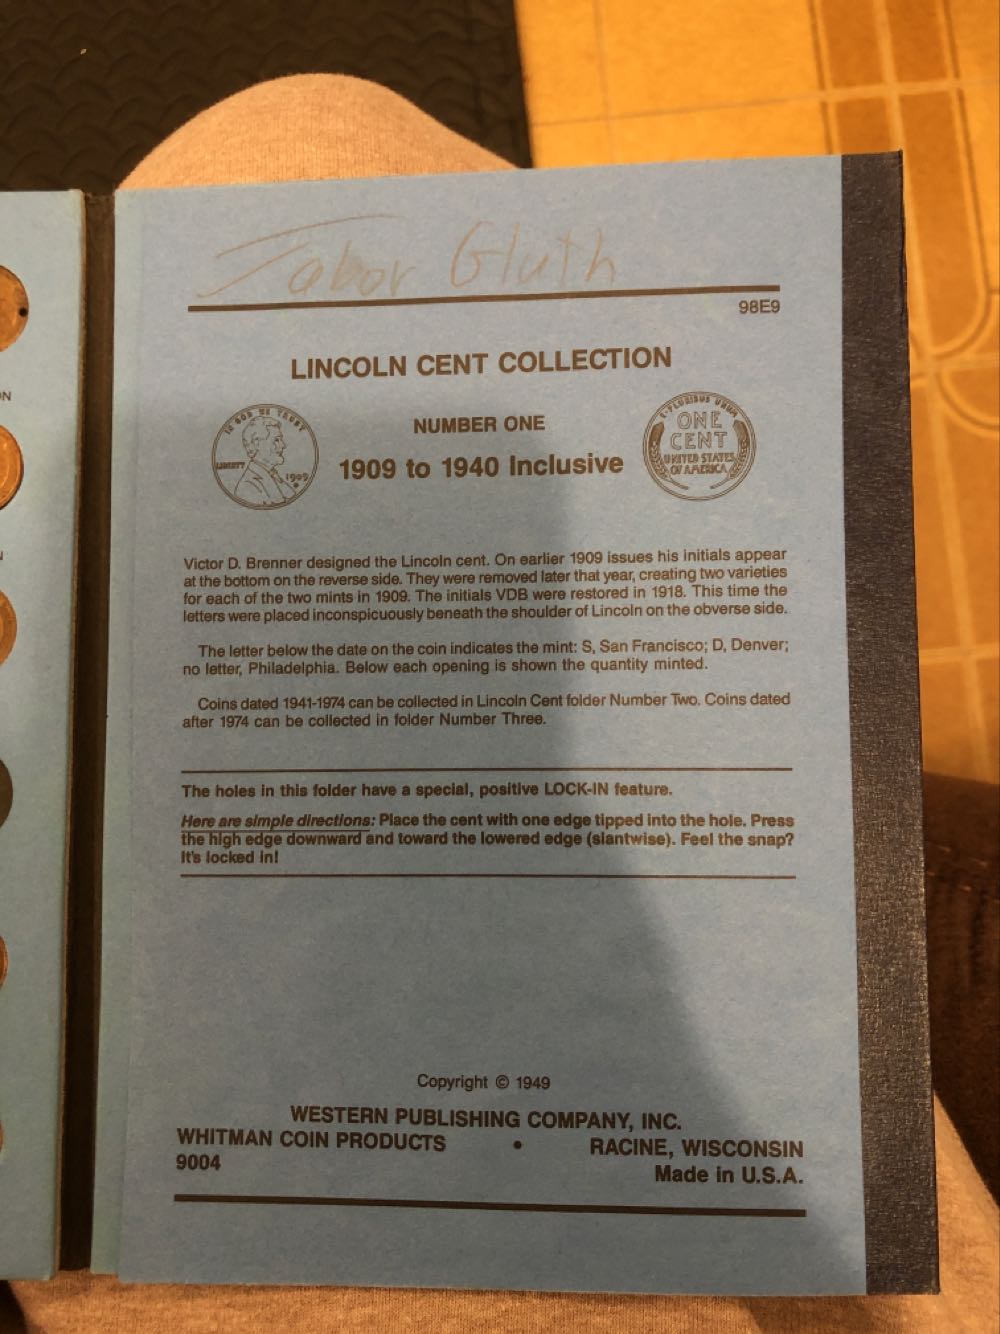 Jabor Gluth
98E9
LINCOLN CENT COLLECTION
IN GOD WE TRUST
LIBERTY
1909
NUMBER ONE
1909 to 1940 Inclusive
E·PLURIBUS UNUM
ONE
CENT
UNITED STATES
OF AMERICA
Victor D. Brenner designed the Lincoln cent. On earlier 1909 issues his initials appear
at the bottom on the reverse side. They were removed later that year, creating two varieties
for each of the two mints in 1909. The initials VDB were restored in 1918. This time the
letters were placed inconspicuously beneath the shoulder of Lincoln on the obverse side.
The letter below the date on the coin indicates the mint: S, San Francisco; D, Denver;
no letter, Philadelphia. Below each opening is shown the quantity minted.
Coins dated 1941-1974 can be collected in Lincoln Cent folder Number Two. Coins dated
after 1974 can be collected in folder Number Three.
The holes in this folder have a special, positive LOCK-IN feature.
Here are simple directions: Place the cent with one edge tipped into the hole. Press
the high edge downward and toward the lowered edge (slantwise). Feel the snap?
It's locked in!
Copyright © 1949
WESTERN PUBLISHING COMPANY, INC.
WHITMAN COIN PRODUCTS • RACINE, WISCONSIN
9004
Made in U.S.A.